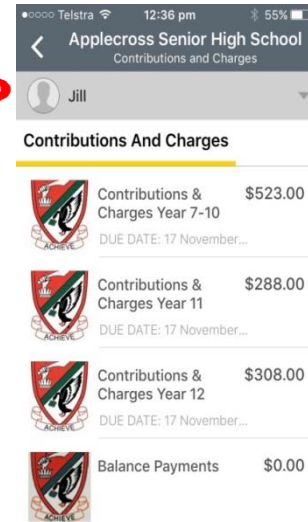 ●○○○○ Telstra 12:36 pm 55%
Applecross Senior High School
Contributions and Charges
Jill
Contributions And Charges
Contributions & $523.00
Charges Year 7-10
DUE DATE: 17 November...
ACHIEVE
Contributions & $288.00
Charges Year 11
DUE DATE: 17 November...
ACHIEVE
Contributions & $308.00
Charges Year 12
DUE DATE: 17 November...
ACHIEVE
Balance Payments $0.00
ACHIEVE